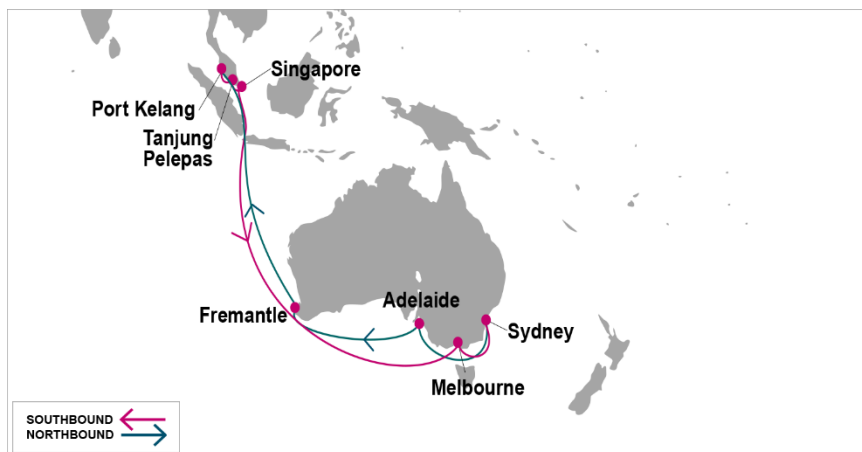 Singapore
Port Kelang
Tanjung
Pelepas
Adelaide
Fremantle
Sydney
Melbourne
SOUTHBOUND
NORTHBOUND